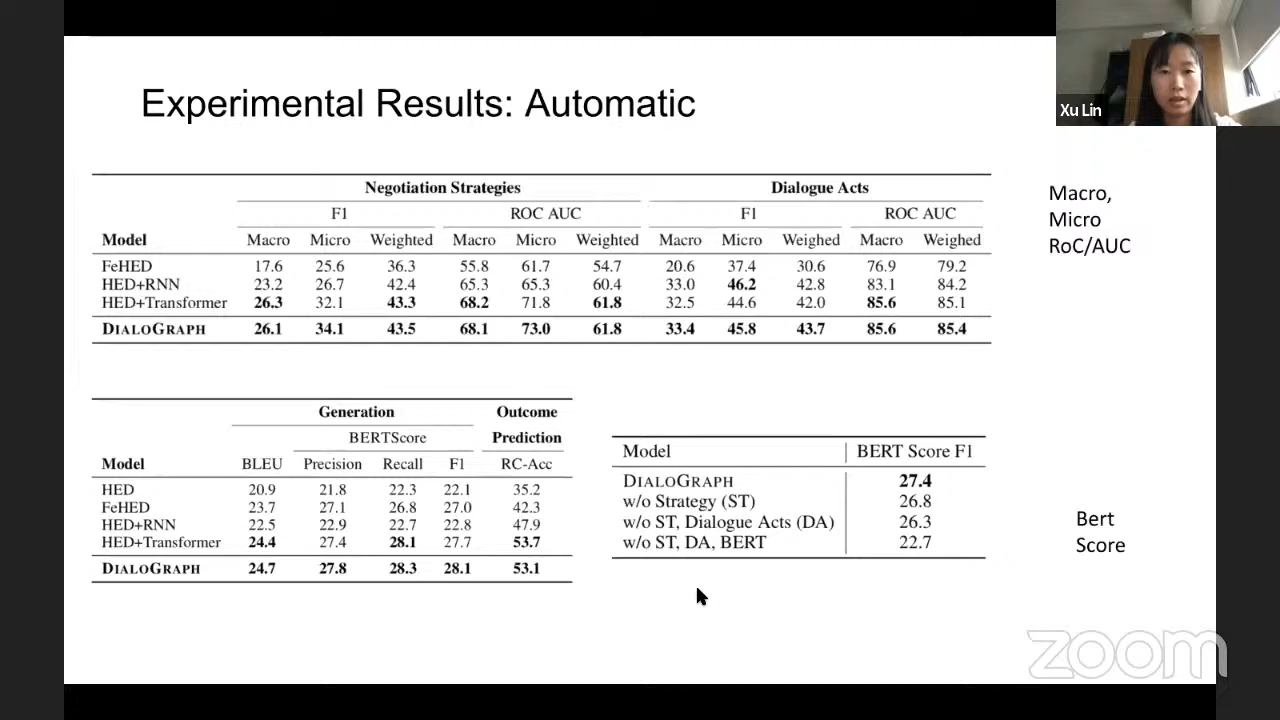 Experimental Results: Automatic
Xu Lin
Negotiation Strategies Dialogue Acts
F1 ROC AUC F1 ROC AUC
Model Macro Micro Weighted Macro Micro Weighted Macro Micro Weighed Macro Weighed
FeHED 17.6 25.6 36.3 55.8 61.7 54.7 20.6 37.4 30.6 76.9 79.2
HED+RNN 23.2 26.7 42.4 65.3 65.3 60.4 33.0 46.2 42.8 83.1 84.2
HED+Transformer 26.3 32.1 43.3 68.2 71.8 61.8 32.5 44.6 42.0 85.6 85.1
DIALOGRAPH 26.1 34.1 43.5 68.1 73.0 61.8 33.4 45.8 43.7 85.6 85.4
Macro,
Micro
RoC/AUC
Generation Outcome
BERTScore Prediction
Model BLEU Precision Recall F1 RC-Acc
HED 20.9 21.8 22.3 22.1 35.2
FeHED 23.7 27.1 26.8 27.0 42.3
HED+RNN 22.5 22.9 22.7 22.8 47.9
HED+Transformer 24.4 27.4 28.1 27.7 53.7
DIALOGRAPH 24.7 27.8 28.3 28.1 53.1
Model BERT Score F1
DIALOGRAPH 27.4
w/o Strategy (ST) 26.8
w/o ST, Dialogue Acts (DA) 26.3
w/o ST, DA, BERT 22.7
Bert
Score
zoom